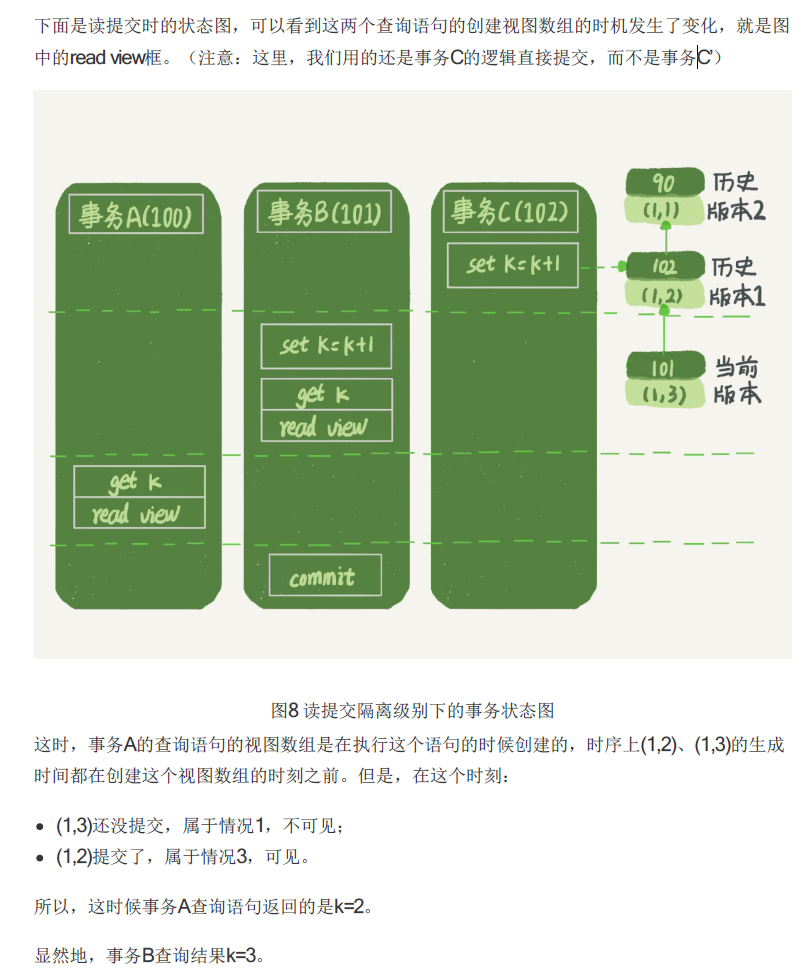 下面是读提交时的状态图，可以看到这两个查询语句的创建视图数组的时机发生了变化，就是图
中的read view框。（注意：这里，我们用的还是事务C的逻辑直接提交，而不是事务C’）
事务A(100)
事务B(101)
事务C(102)
90
历史
(1,1)
版本2
set k=k+1
102
历史
(1,2)
版本1
set k=k+1
101
当前
(1,3)
版本
get k
read view
get k
read view
commit
图8 读提交隔离级别下的事务状态图
这时，事务A的查询语句的视图数组是在执行这个语句的时候创建的，时序上(1,2)、(1,3)的生成
时间都在创建这个视图数组的时刻之前。但是，在这个时刻：
• (1,3)还没提交，属于情况1，不可见；
• (1,2)提交了，属于情况3，可见。
所以，这时候事务A查询语句返回的是k=2。
显然地，事务B查询结果k=3。